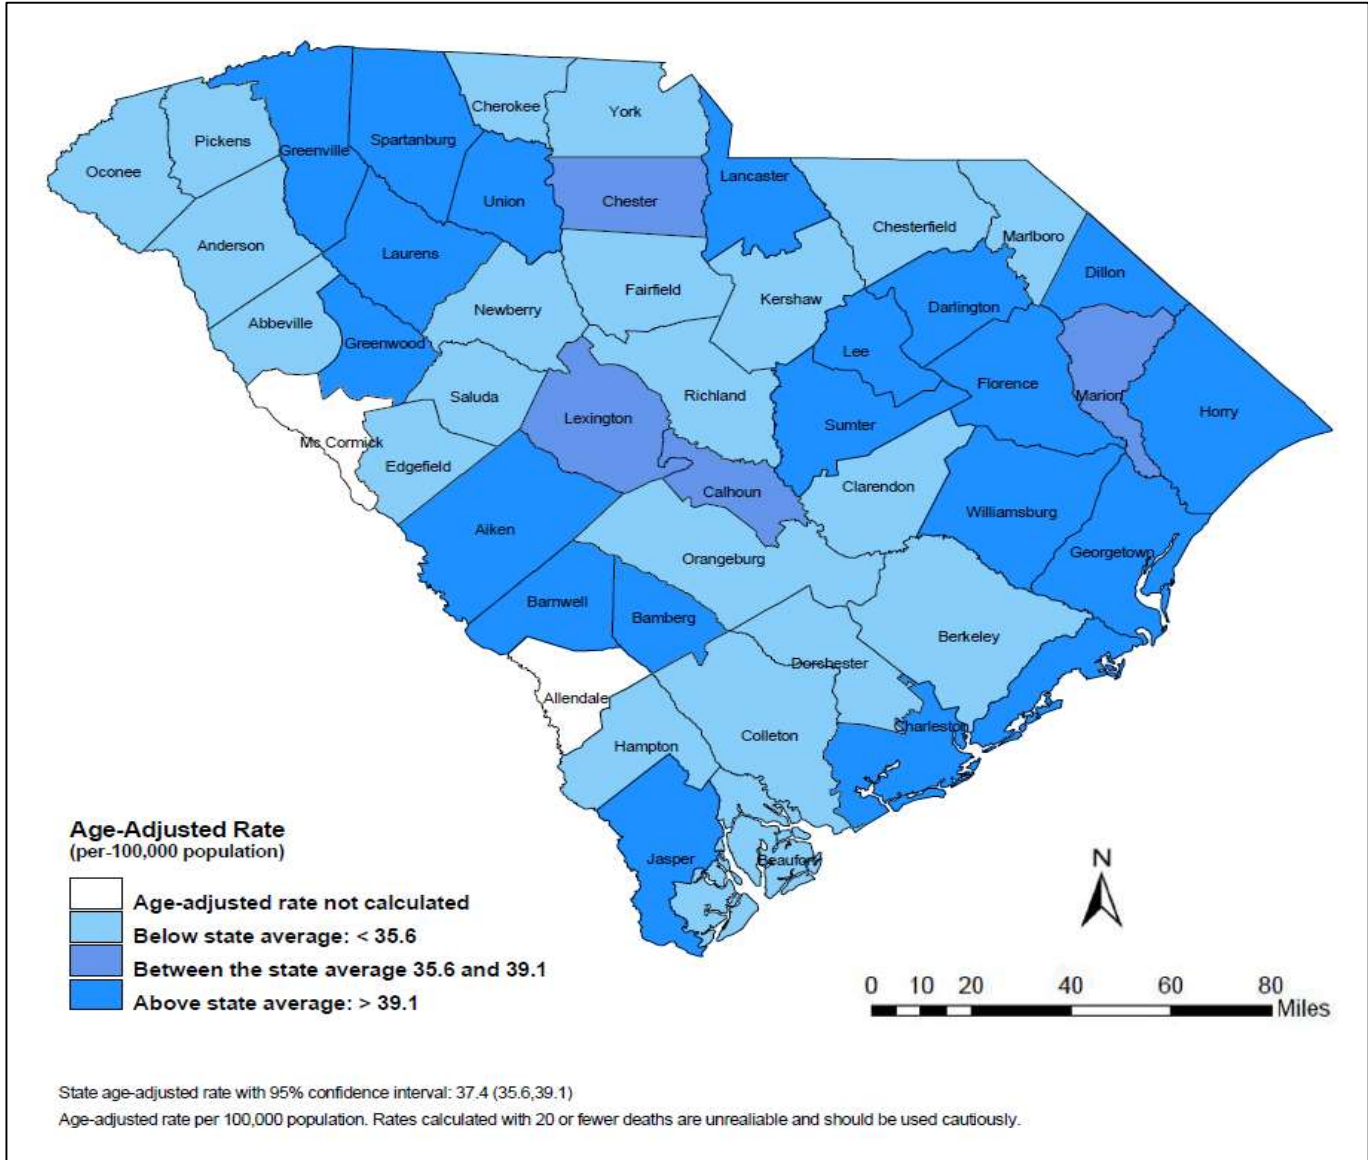 Cherokee
York
Pickens
Spartanburg
Greenville
Oconee
Lancaster
Union
Chester
Chesterfield
Anderson
Marlboro
Laurens
Dillon
Fairfield
Kershaw
Darlington
Newberry
Abbeville
Greenwood
Lee
Florence
Saluda
Richland
Marion
Horry
Lexington
Sumter
Mc Cormick
Edgefield
Clarendon
Calhoun
Williamsburg
Aiken
Georgetown
Orangeburg
Barnwell
Bamberg
Berkeley
Dorchester
Allendale
Charleston
Colleton
Hampton
Jasper
Beaufort
Age-Adjusted Rate
(per-100,000 population)
Age-adjusted rate not calculated
Below state average: < 35.6
Between the state average 35.6 and 39.1
Above state average: > 39.1
N
0 10 20 40 60 80
Miles
State age-adjusted rate with 95% confidence interval: 37.4 (35.6,39.1)
Age-adjusted rate per 100,000 population. Rates calculated with 20 or fewer deaths are unrealiable and should be used cautiously.